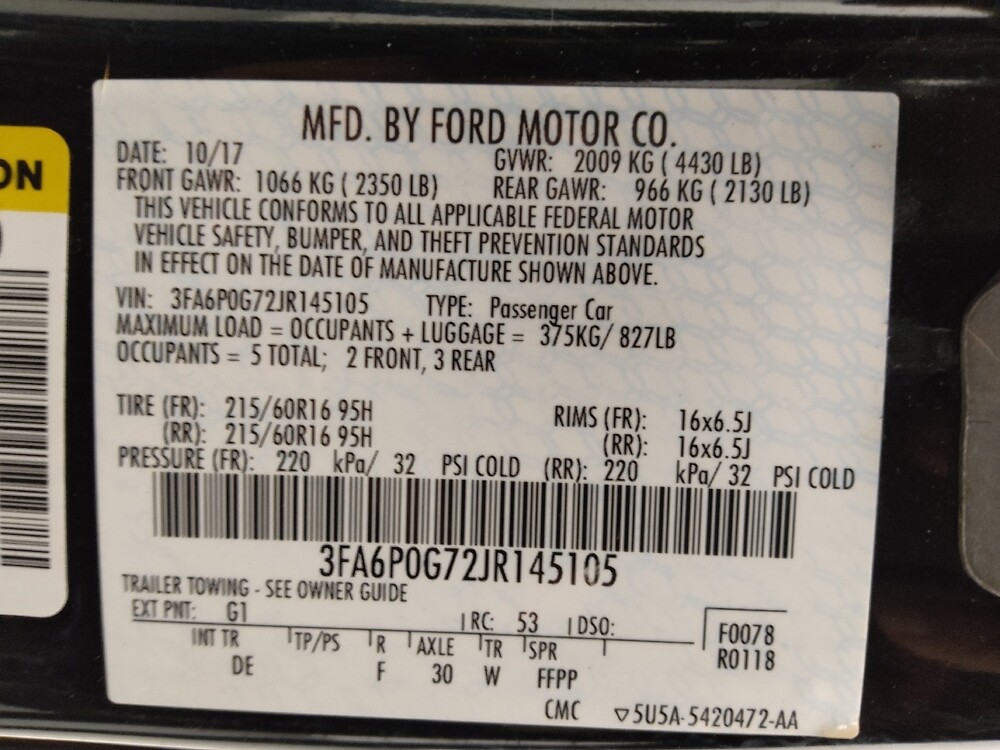 MFD. BY FORD MOTOR CO.
DATE: 10/17 GVWR: 2009 KG ( 4430 LB)
FRONT GAWR: 1066 KG ( 2350 LB) REAR GAWR: 966 KG ( 2130 LB)
THIS VEHICLE CONFORMS TO ALL APPLICABLE FEDERAL MOTOR
VEHICLE SAFETY, BUMPER, AND THEFT PREVENTION STANDARDS
IN EFFECT ON THE DATE OF MANUFACTURE SHOWN ABOVE.
VIN: 3FA6P0G72JR145105 TYPE: Passenger Car
MAXIMUM LOAD = OCCUPANTS + LUGGAGE = 375KG/ 827LB
OCCUPANTS = 5 TOTAL; 2 FRONT, 3 REAR
TIRE (FR): 215/60R16 95H RIMS (FR): 16x6.5J
(RR): 215/60R16 95H (RR): 16x6.5J
PRESSURE (FR): 220 kPa/ 32 PSI COLD (RR): 220 kPa/ 32 PSI COLD
3FA6P0G72JR145105
TRAILER TOWING - SEE OWNER GUIDE
EXT PNT: G1 RC: 53 DSO:
INT TR TP/PS R AXLE TR SPR
DE F 30 W FFPP
F0078
R0118
CMC ▽5U5A-5420472-AA
ON